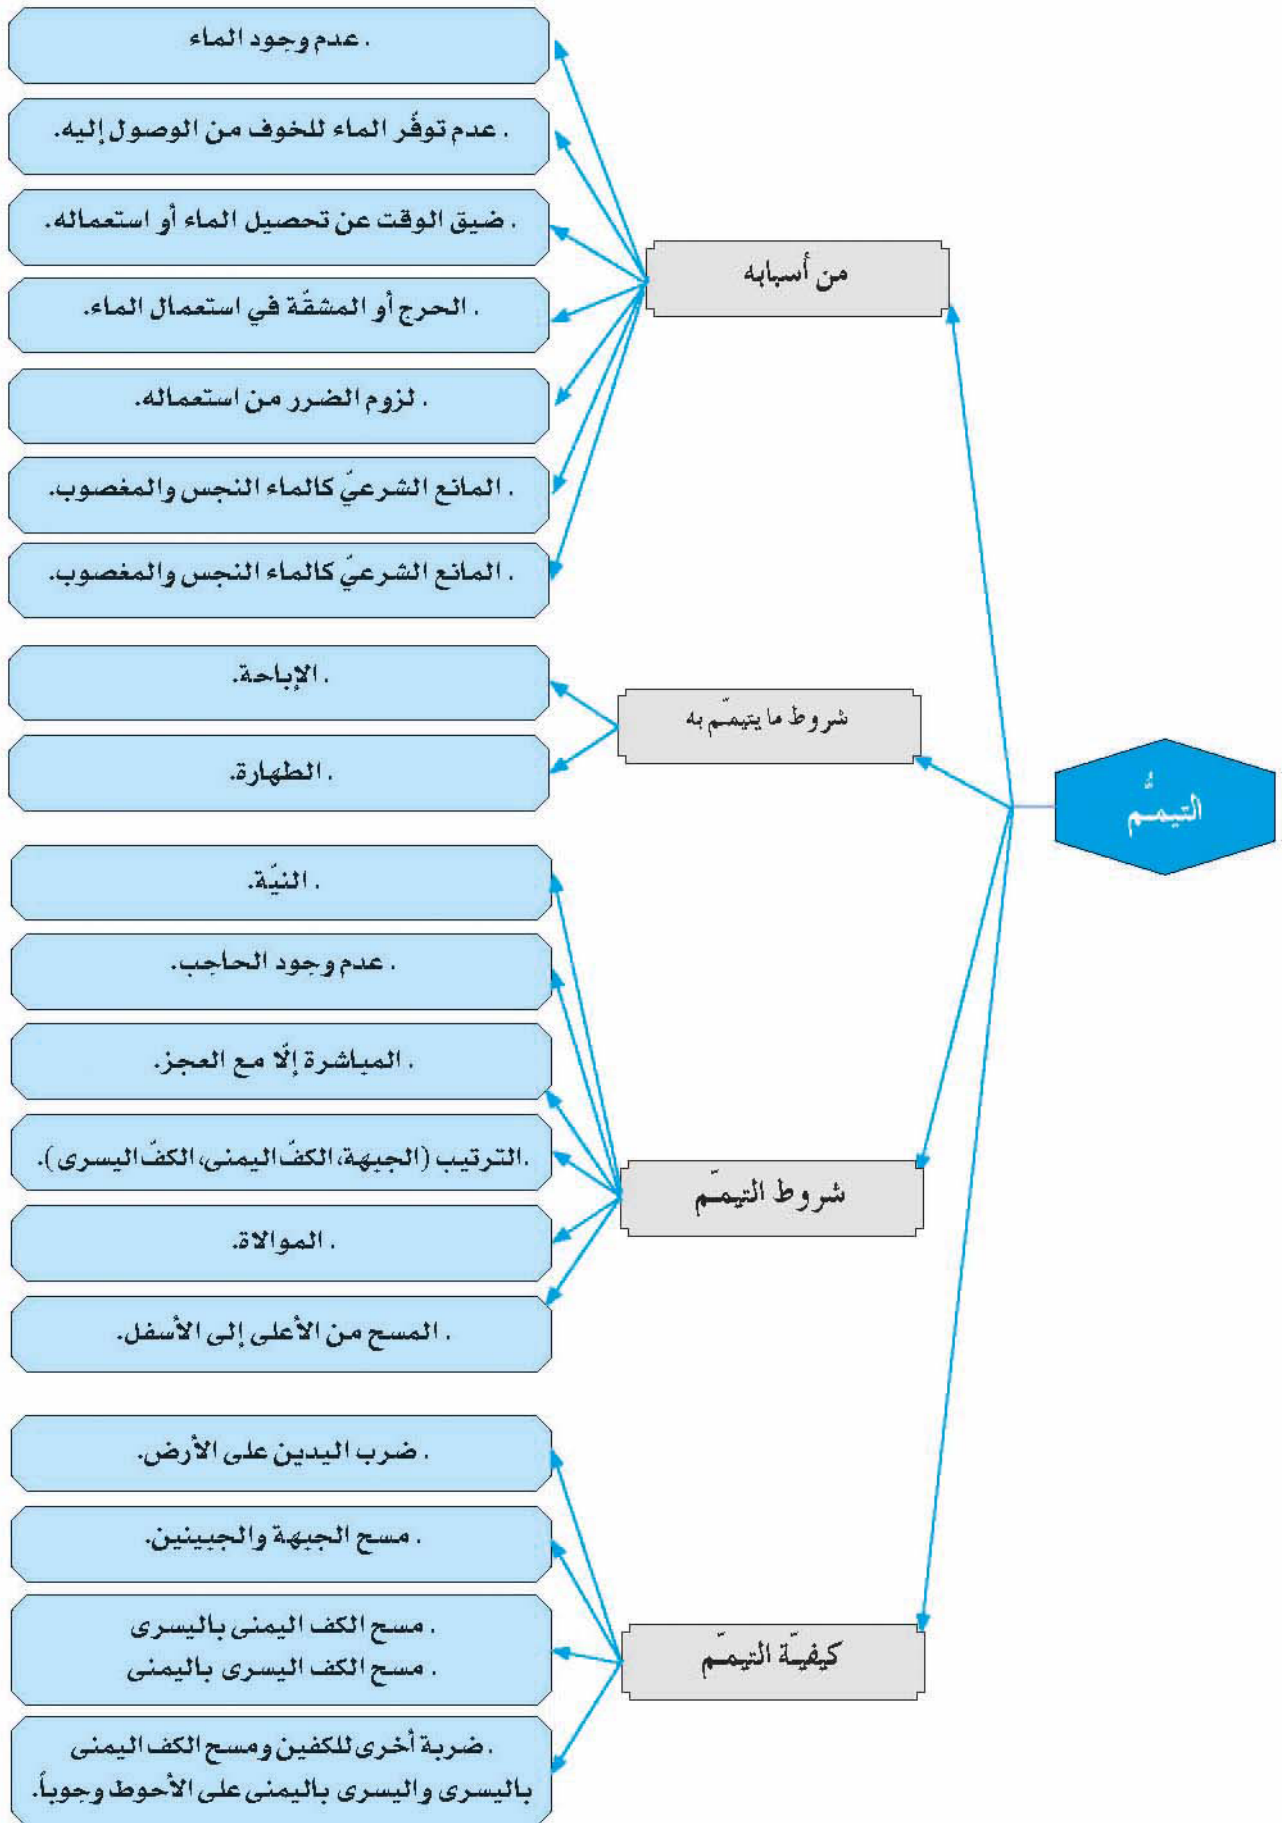 التيمُّم
من أسبابه
. عدم وجود الماء
. عدم توفّر الماء للخوف من الوصول إليه.
. ضيق الوقت عن تحصيل الماء أو استعماله.
. الحرج أو المشقّة في استعمال الماء.
. لزوم الضرر من استعماله.
. المانع الشرعيّ كالماء النجس والمغصوب.
. المانع الشرعيّ كالماء النجس والمغصوب.
شروط ما يتيمّم به
. الإباحة.
. الطهارة.
شروط التيمّم
. النيّة.
. عدم وجود الحاجب.
. المباشرة إلّا مع العجز.
.الترتيب (الجبهة، الكفّ اليمنى، الكفّ اليسرى).
. الموالاة.
. المسح من الأعلى إلى الأسفل.
كيفيّة التيمّم
. ضرب اليدين على الأرض.
. مسح الجبهة والجبينين.
. مسح الكف اليمنى باليسرى
. مسح الكف اليسرى باليمنى
. ضربة أخرى للكفين ومسح الكف اليمنى
باليسرى واليسرى باليمنى على الأحوط وجوباً.